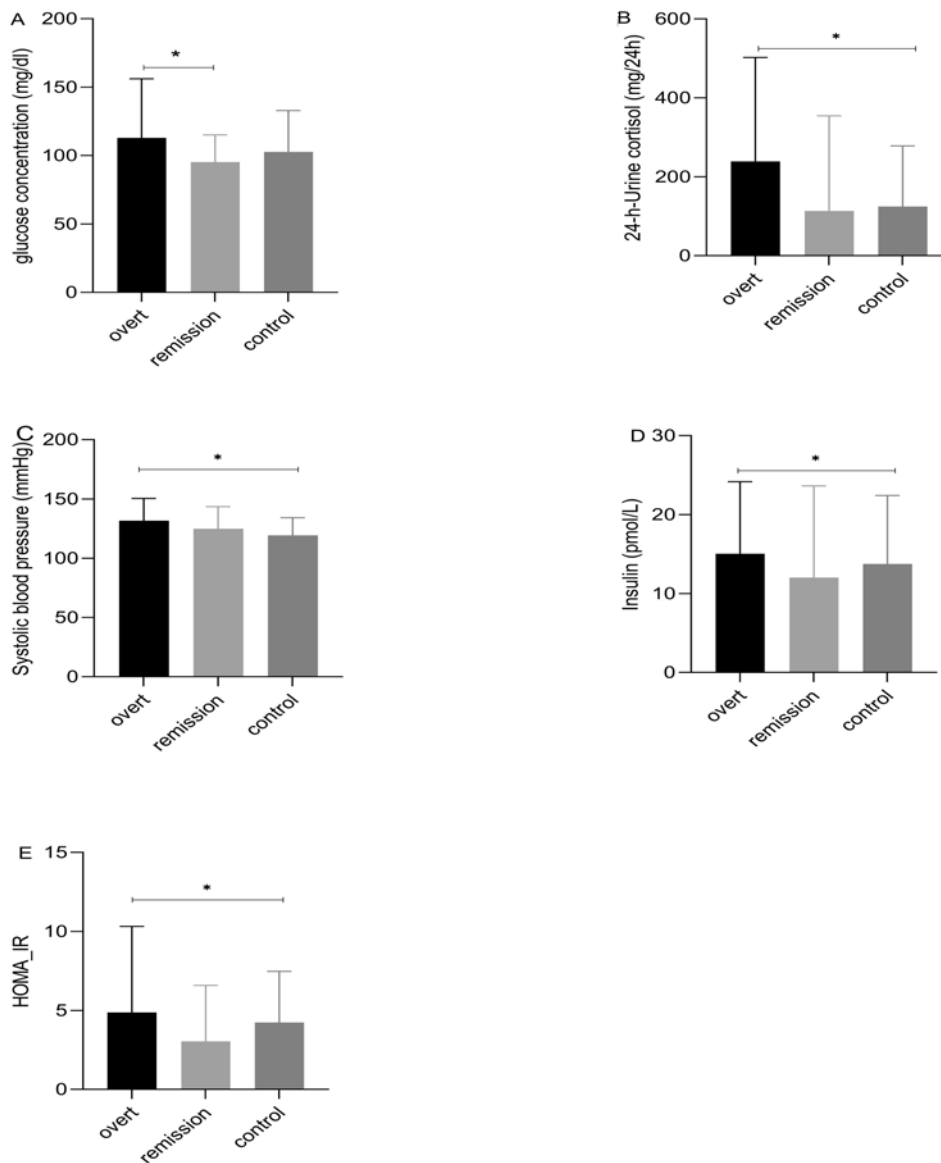 A
glucose concentration (mg/dl)
200
150
100
50
0
*
overt
remission
control
B
24-h-Urine cortisol (mg/24h)
600
400
200
0
*
overt
remission
control
C
Systolic blood pressure (mmHg)
200
150
100
50
0
*
overt
remission
control
D
Insulin (pmol/L)
30
20
10
0
*
overt
remission
control
E
HOMA_IR
15
10
5
0
*
overt
remission
control